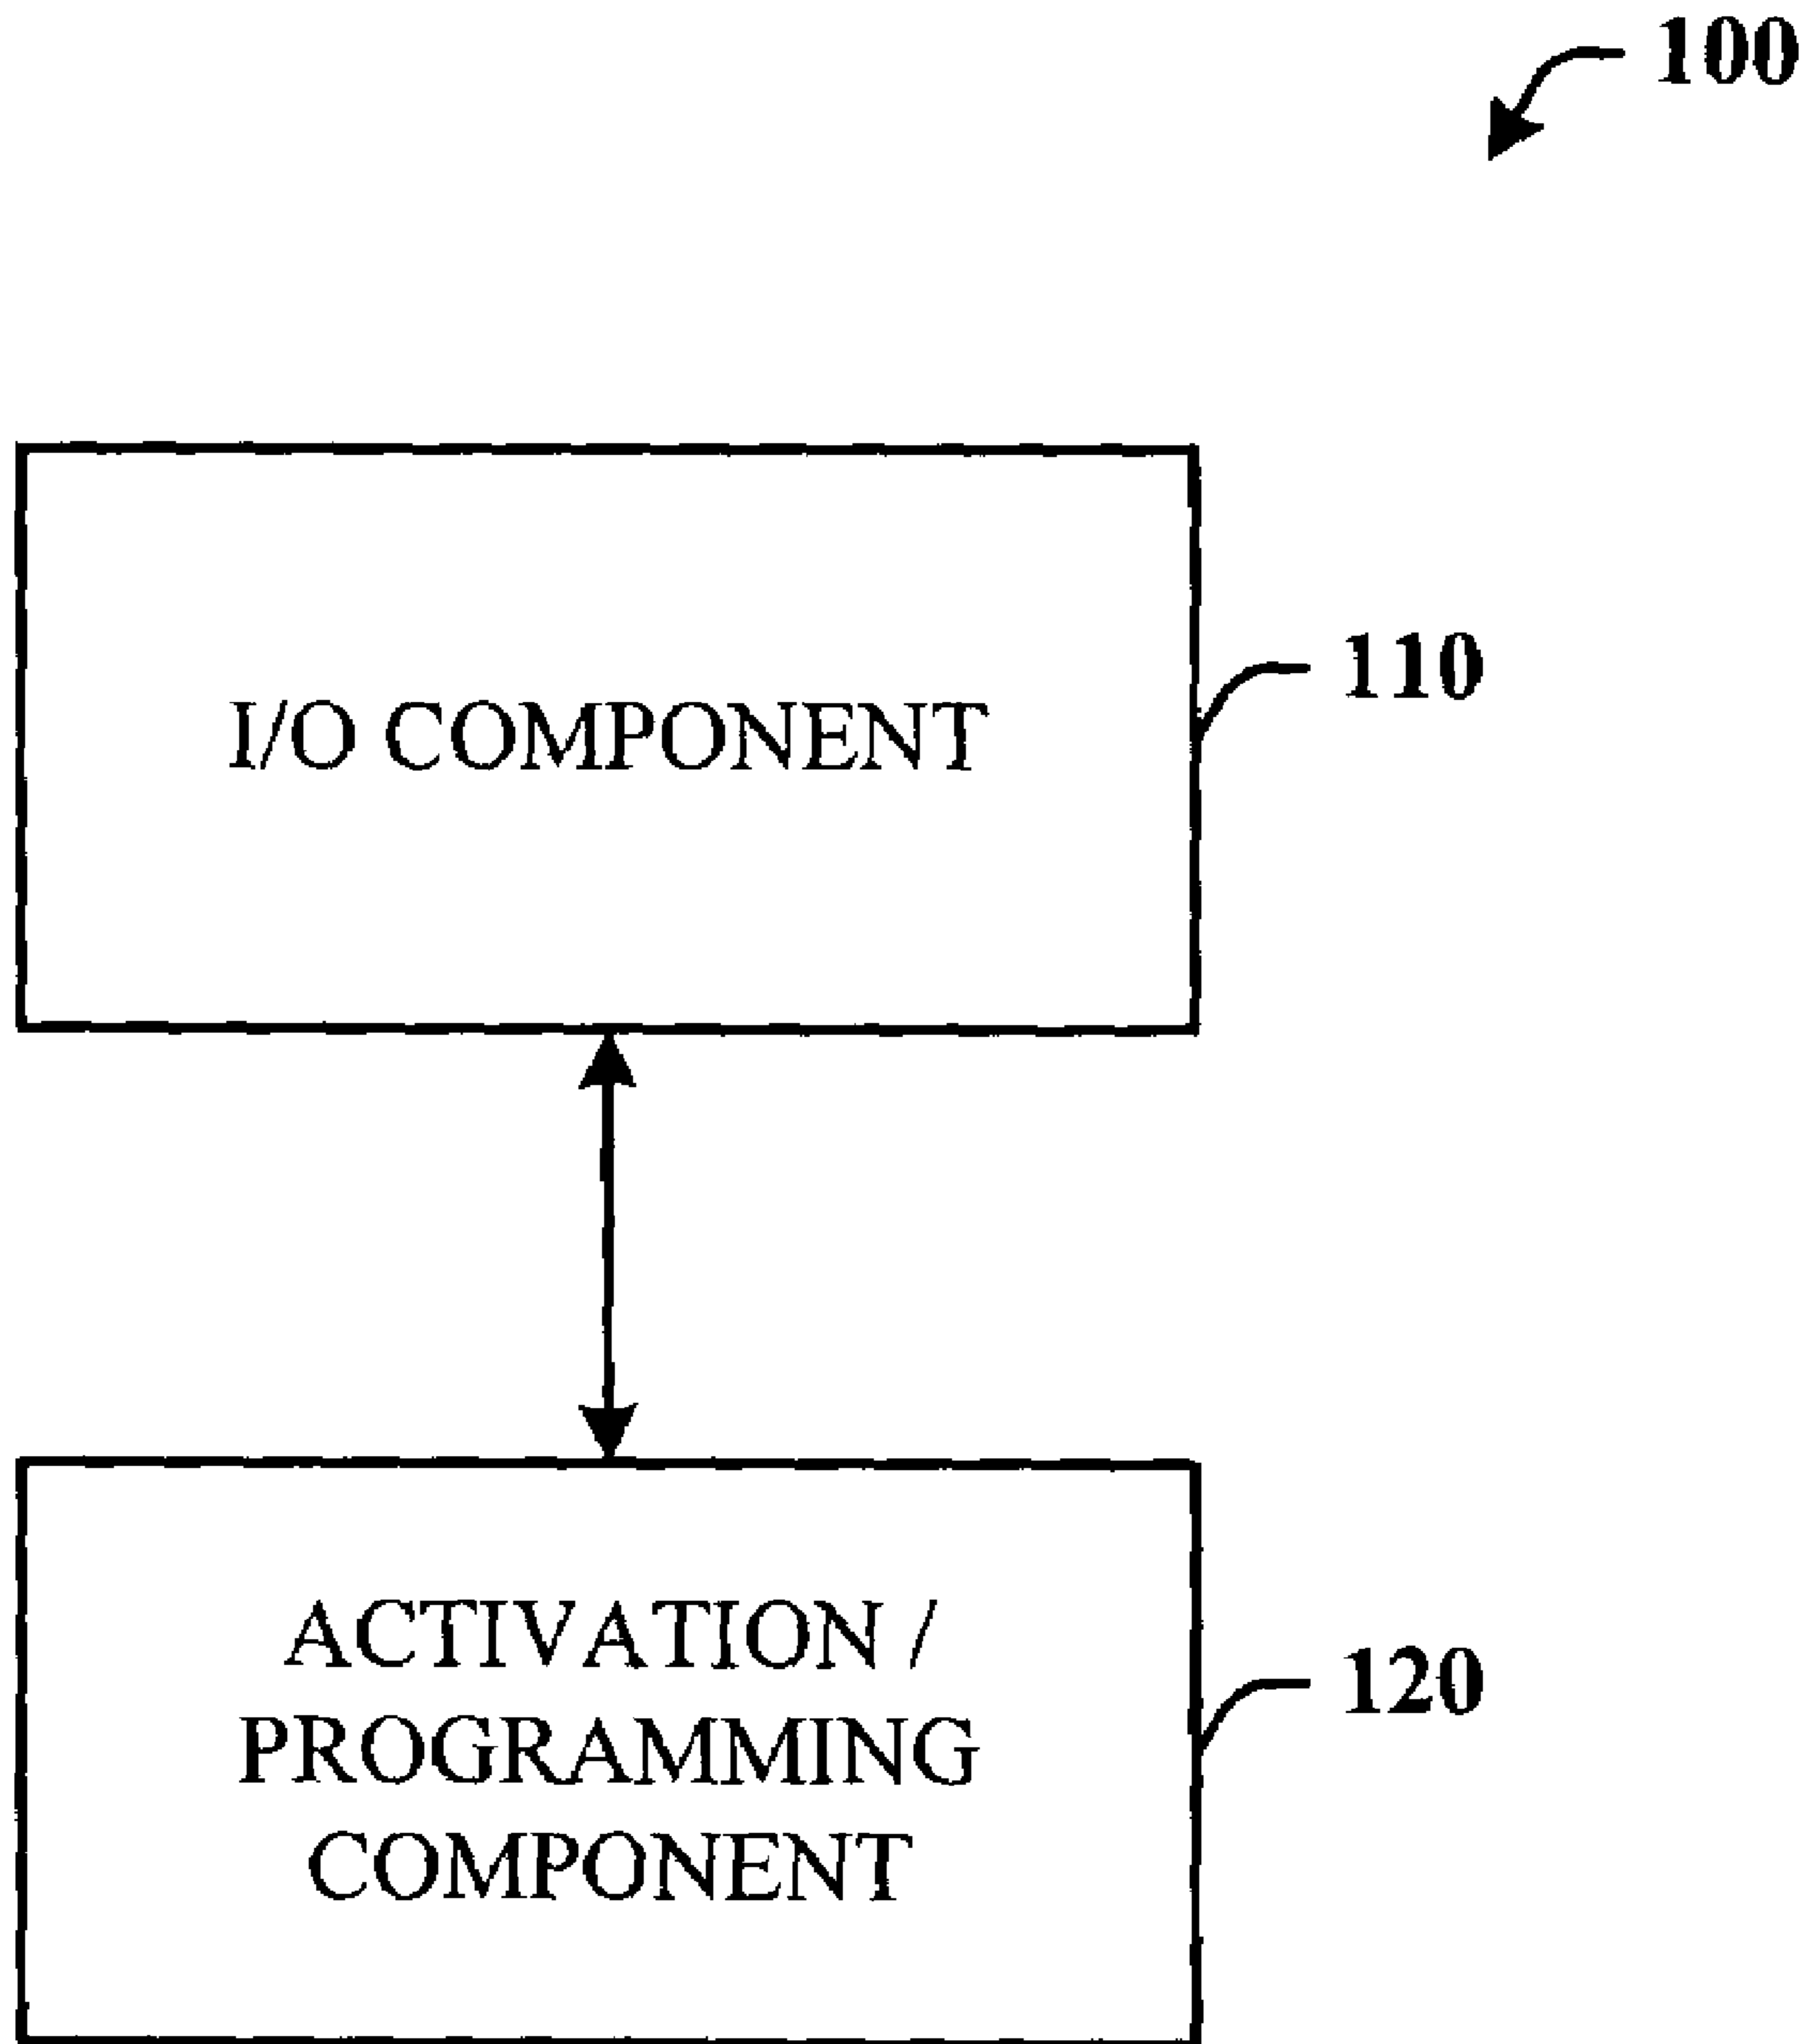 100
110
I/O COMPONENT
ACTIVATION /
PROGRAMMING
COMPONENT
120